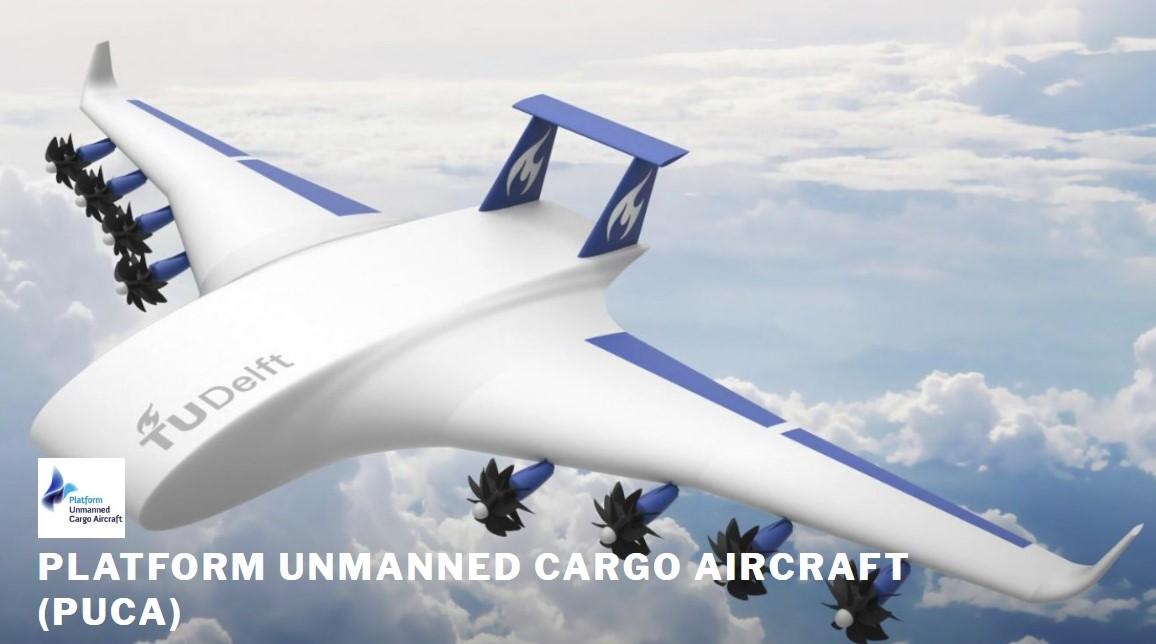 TUDelft
Platform
Unmanned
Cargo Aircraft
PLATFORM UNMANNED CARGO AIRCRAFT
(PUCA)